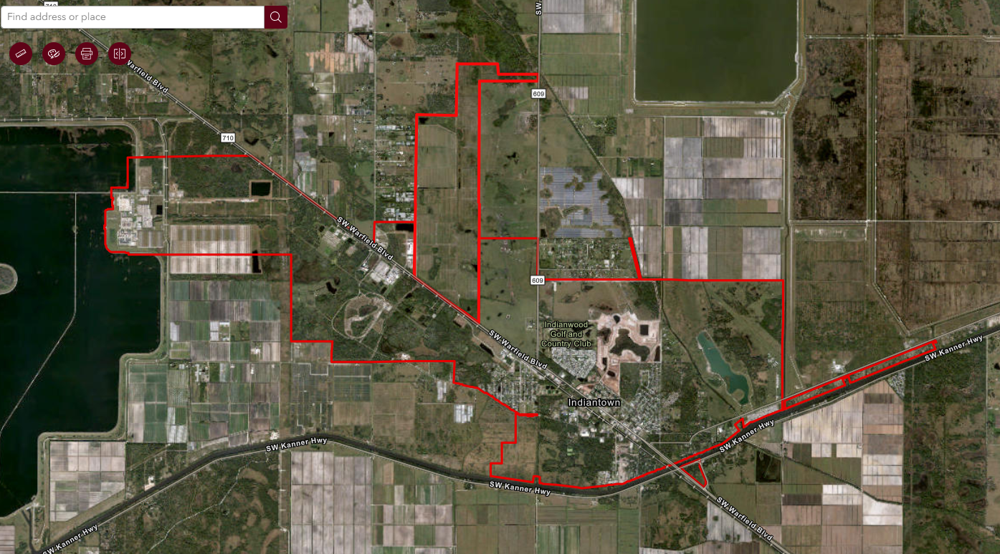 710
Find address or place
SW
Warfield Blvd
609
710
SW Warfield Blvd
609
Indianwood
Golf and
Country Club
SW Warfield Blvd
SW Kanner Hwy
Indiantown
SW Kanner Hwy
SW Kanner Hwy
SW Kanner Hwy
SW Warfield Blvd
SW Kanner Hwy